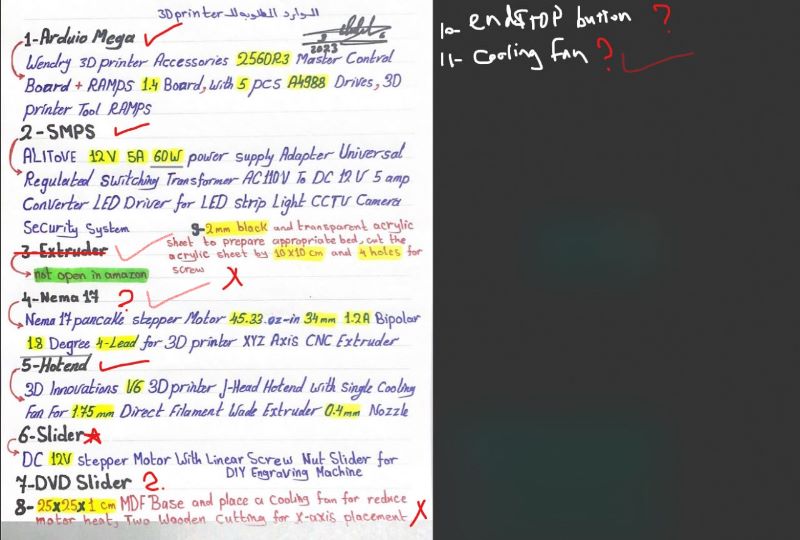 3D printer الموارد المطلوبة لل
2023
1-Arduio Mega
Wendry 3D printer Accessories 2560R3 Master Control
Board + RAMPS 1.4 Board, with 5 pcs A4988 Drives, 3D
printer Tool RAMPS
2-SMPS
ALITOVE 12V 5A 60W power supply Adapter Universal
Regulated Switching Transformer AC 110V To DC 12V 5 amp
Converter LED Driver for LED strip Light CCTV Camera
Security System
9-2mm black and transparent acrylic
sheet to prepare appropriate bed, cut the
acrylic sheet by 10x10 cm and 4 holes for
screw X
3-Extruder
not open in amazon
4-Nema 17 ?
Nema 17 pancake stepper Motor 45.33.oz-in 34mm 1.2A Bipolar
1.8 Degree 4-Lead for 3D printer XYZ Axis CNC Extruder
5-Hotend
3D Innovations V6 3D printer J-Head Hotend with Single Cooling
Fan For 1.75mm Direct Filament Wade Extruder 0.4mm Nozzle
6-Slider
DC 12V stepper Motor With Linear Screw Nut Slider for
DIY Engraving Machine
7-DVD Slider 2.
8-25x25x1 cm MDF Base and place a Cooling fan for reduce
motor heat, Two Wooden Cutting for X-axis placement X
10- endSTOP button ?
11- Cooling Fan ?